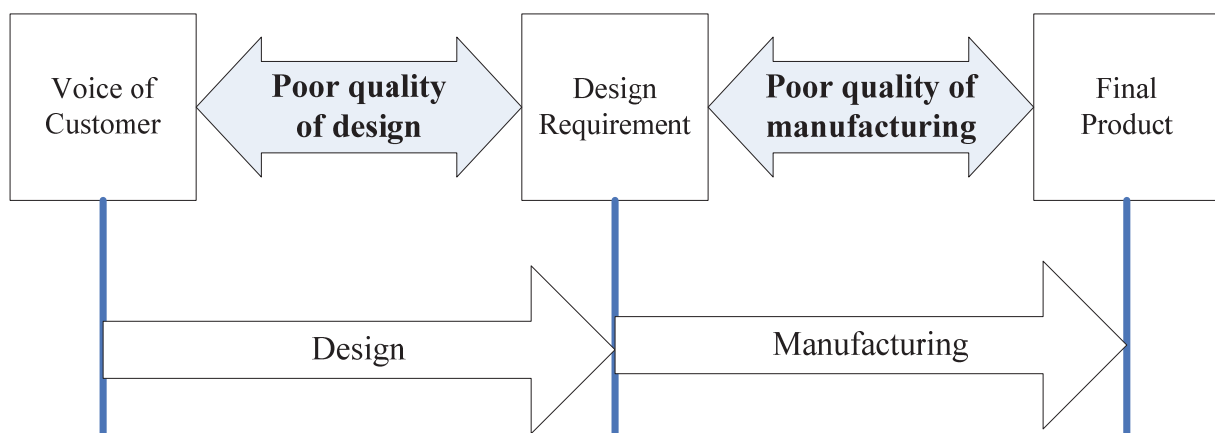 Voice of
Customer
Poor quality
of design
Design
Requirement
Poor quality of
manufacturing
Final
Product
Design
Manufacturing